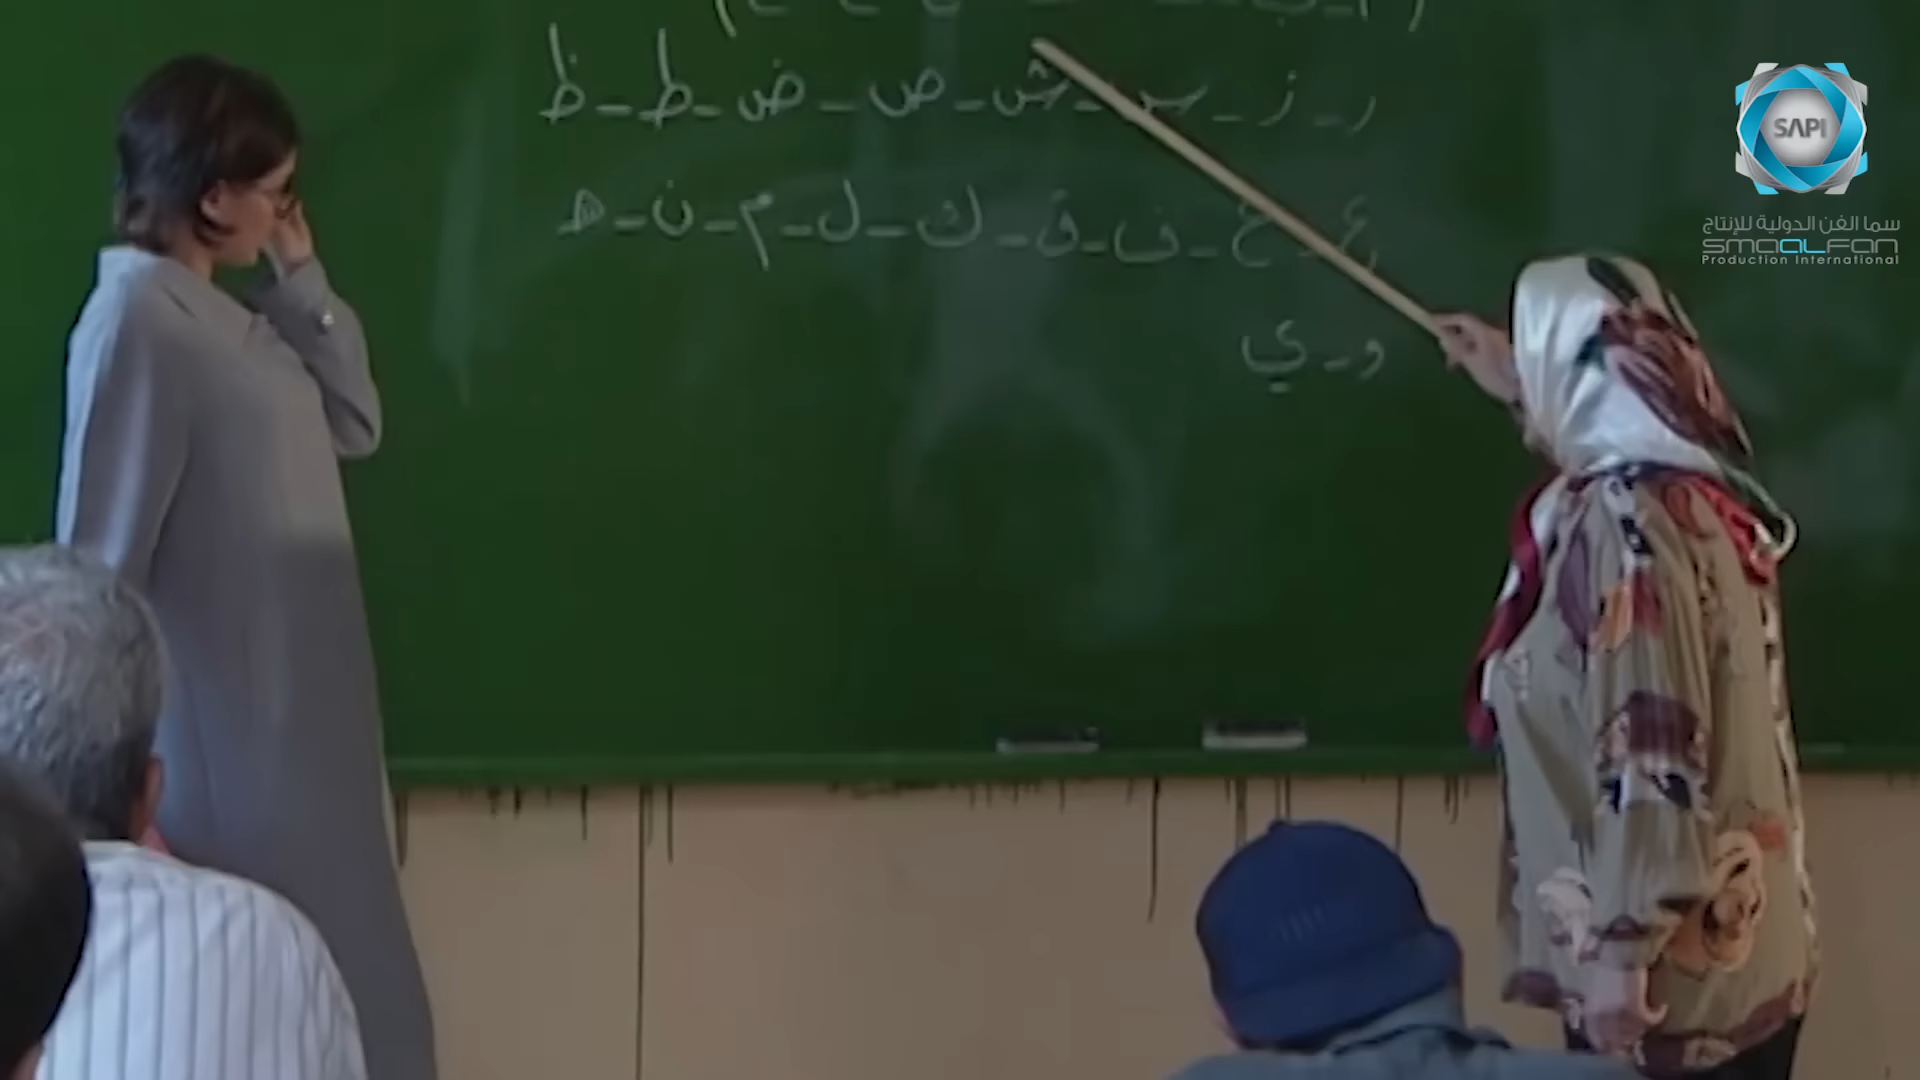 ر - ز - س - ش - ص - ض - ط - ظ
ع - غ - ف - ق - ك - ل - م - ن - ه
و - ي
SAPI
سما الفن الدولية للإنتاج
SMAALFAN
Production International